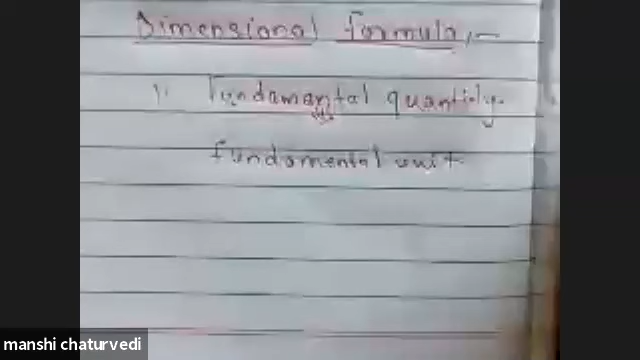 Dimensional formula:-
1. fundamental quantity.
fundamental unit
manshi chaturvedi